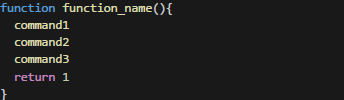 function function_name(){
  command1
  command2
  command3
  return 1
}